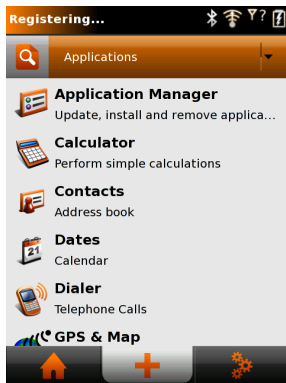 Registering...
?
Applications
Application Manager
Update, install and remove applica...
Calculator
Perform simple calculations
Contacts
Address book
Dates
21
Calendar
Dialer
Telephone Calls
GPS & Map